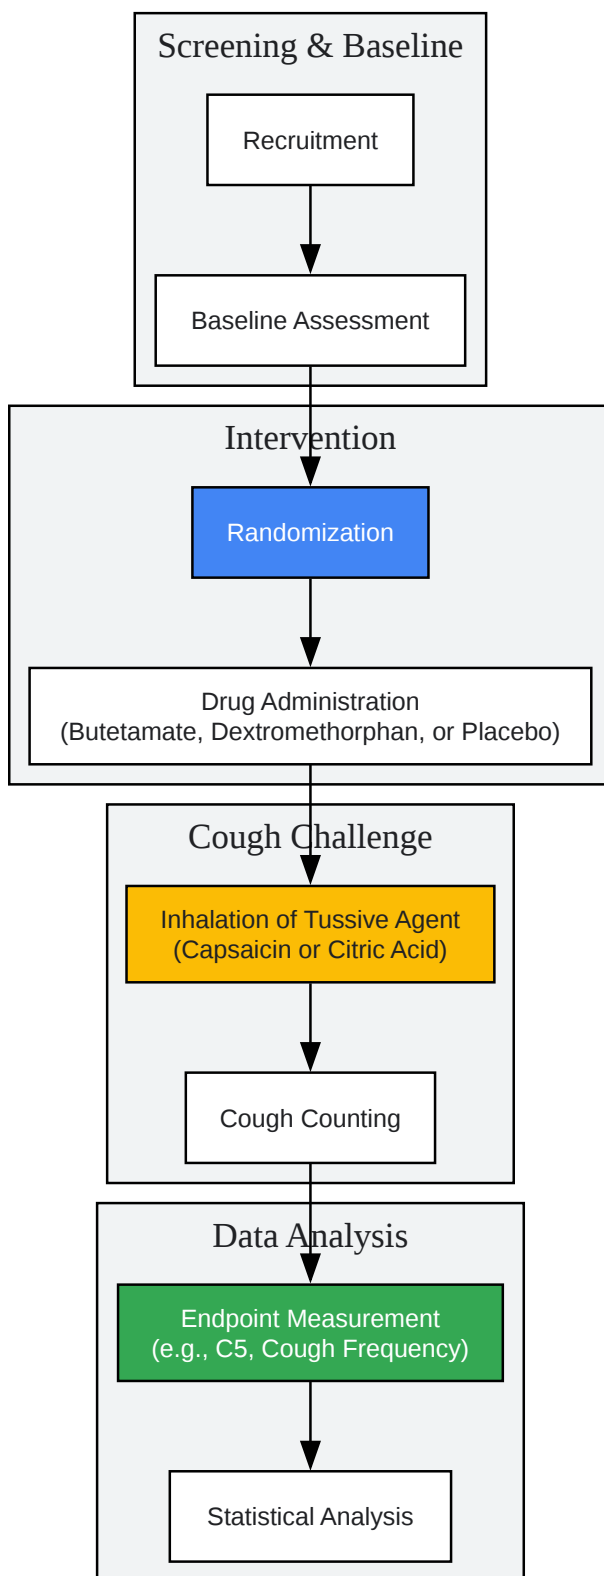 Screening & Baseline
Recruitment
Baseline Assessment
Intervention
Randomization
Drug Administration
(Butetamate, Dextromethorphan, or Placebo)
Cough Challenge
Inhalation of Tussive Agent
(Capsaicin or Citric Acid)
Cough Counting
Data Analysis
Endpoint Measurement
(e.g., C5, Cough Frequency)
Statistical Analysis